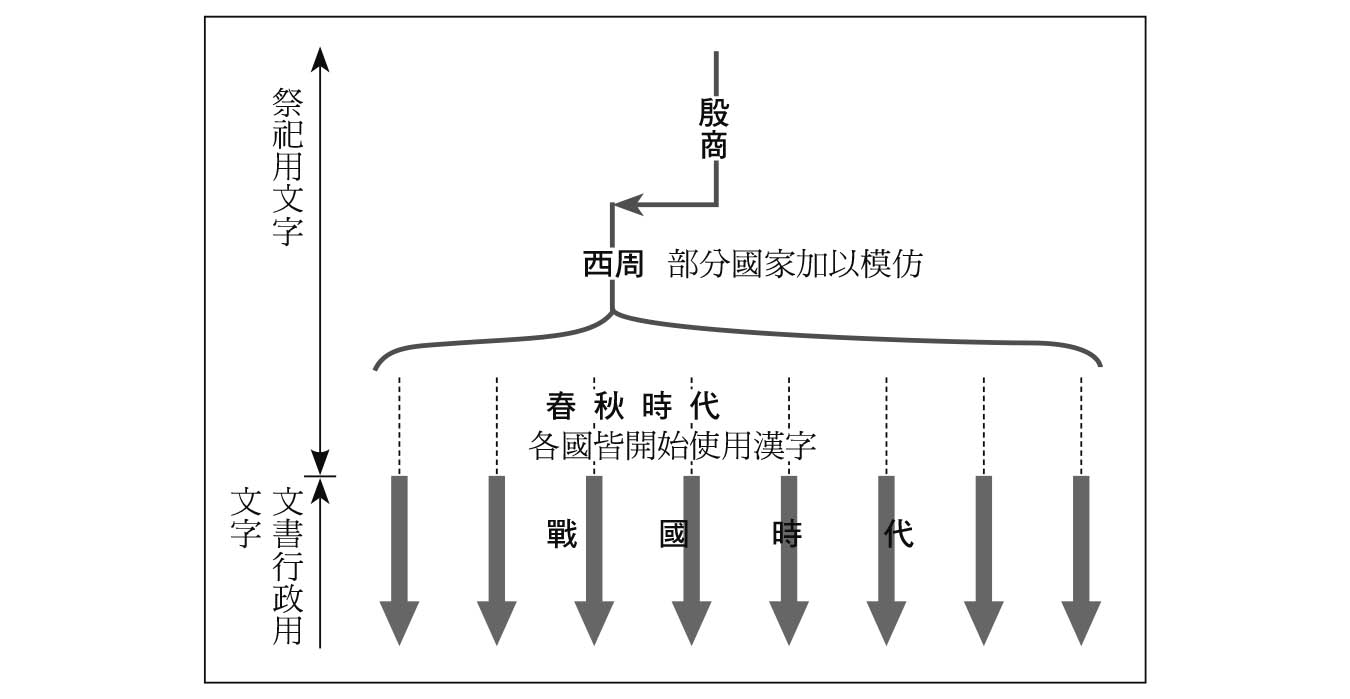 祭祀用文字
文書行政用
文字
殷商
西周 部分國家加以模仿
春秋時代
各國皆開始使用漢字
戰國時代